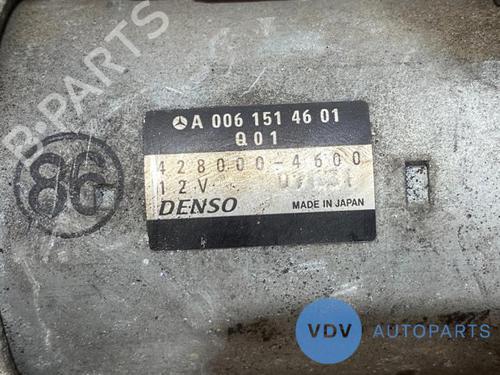 B-PARTS
A 006 151 46 01
Q01
428000-4600
12V
DENSO
MADE IN JAPAN
86
VDV AUTOPARTS